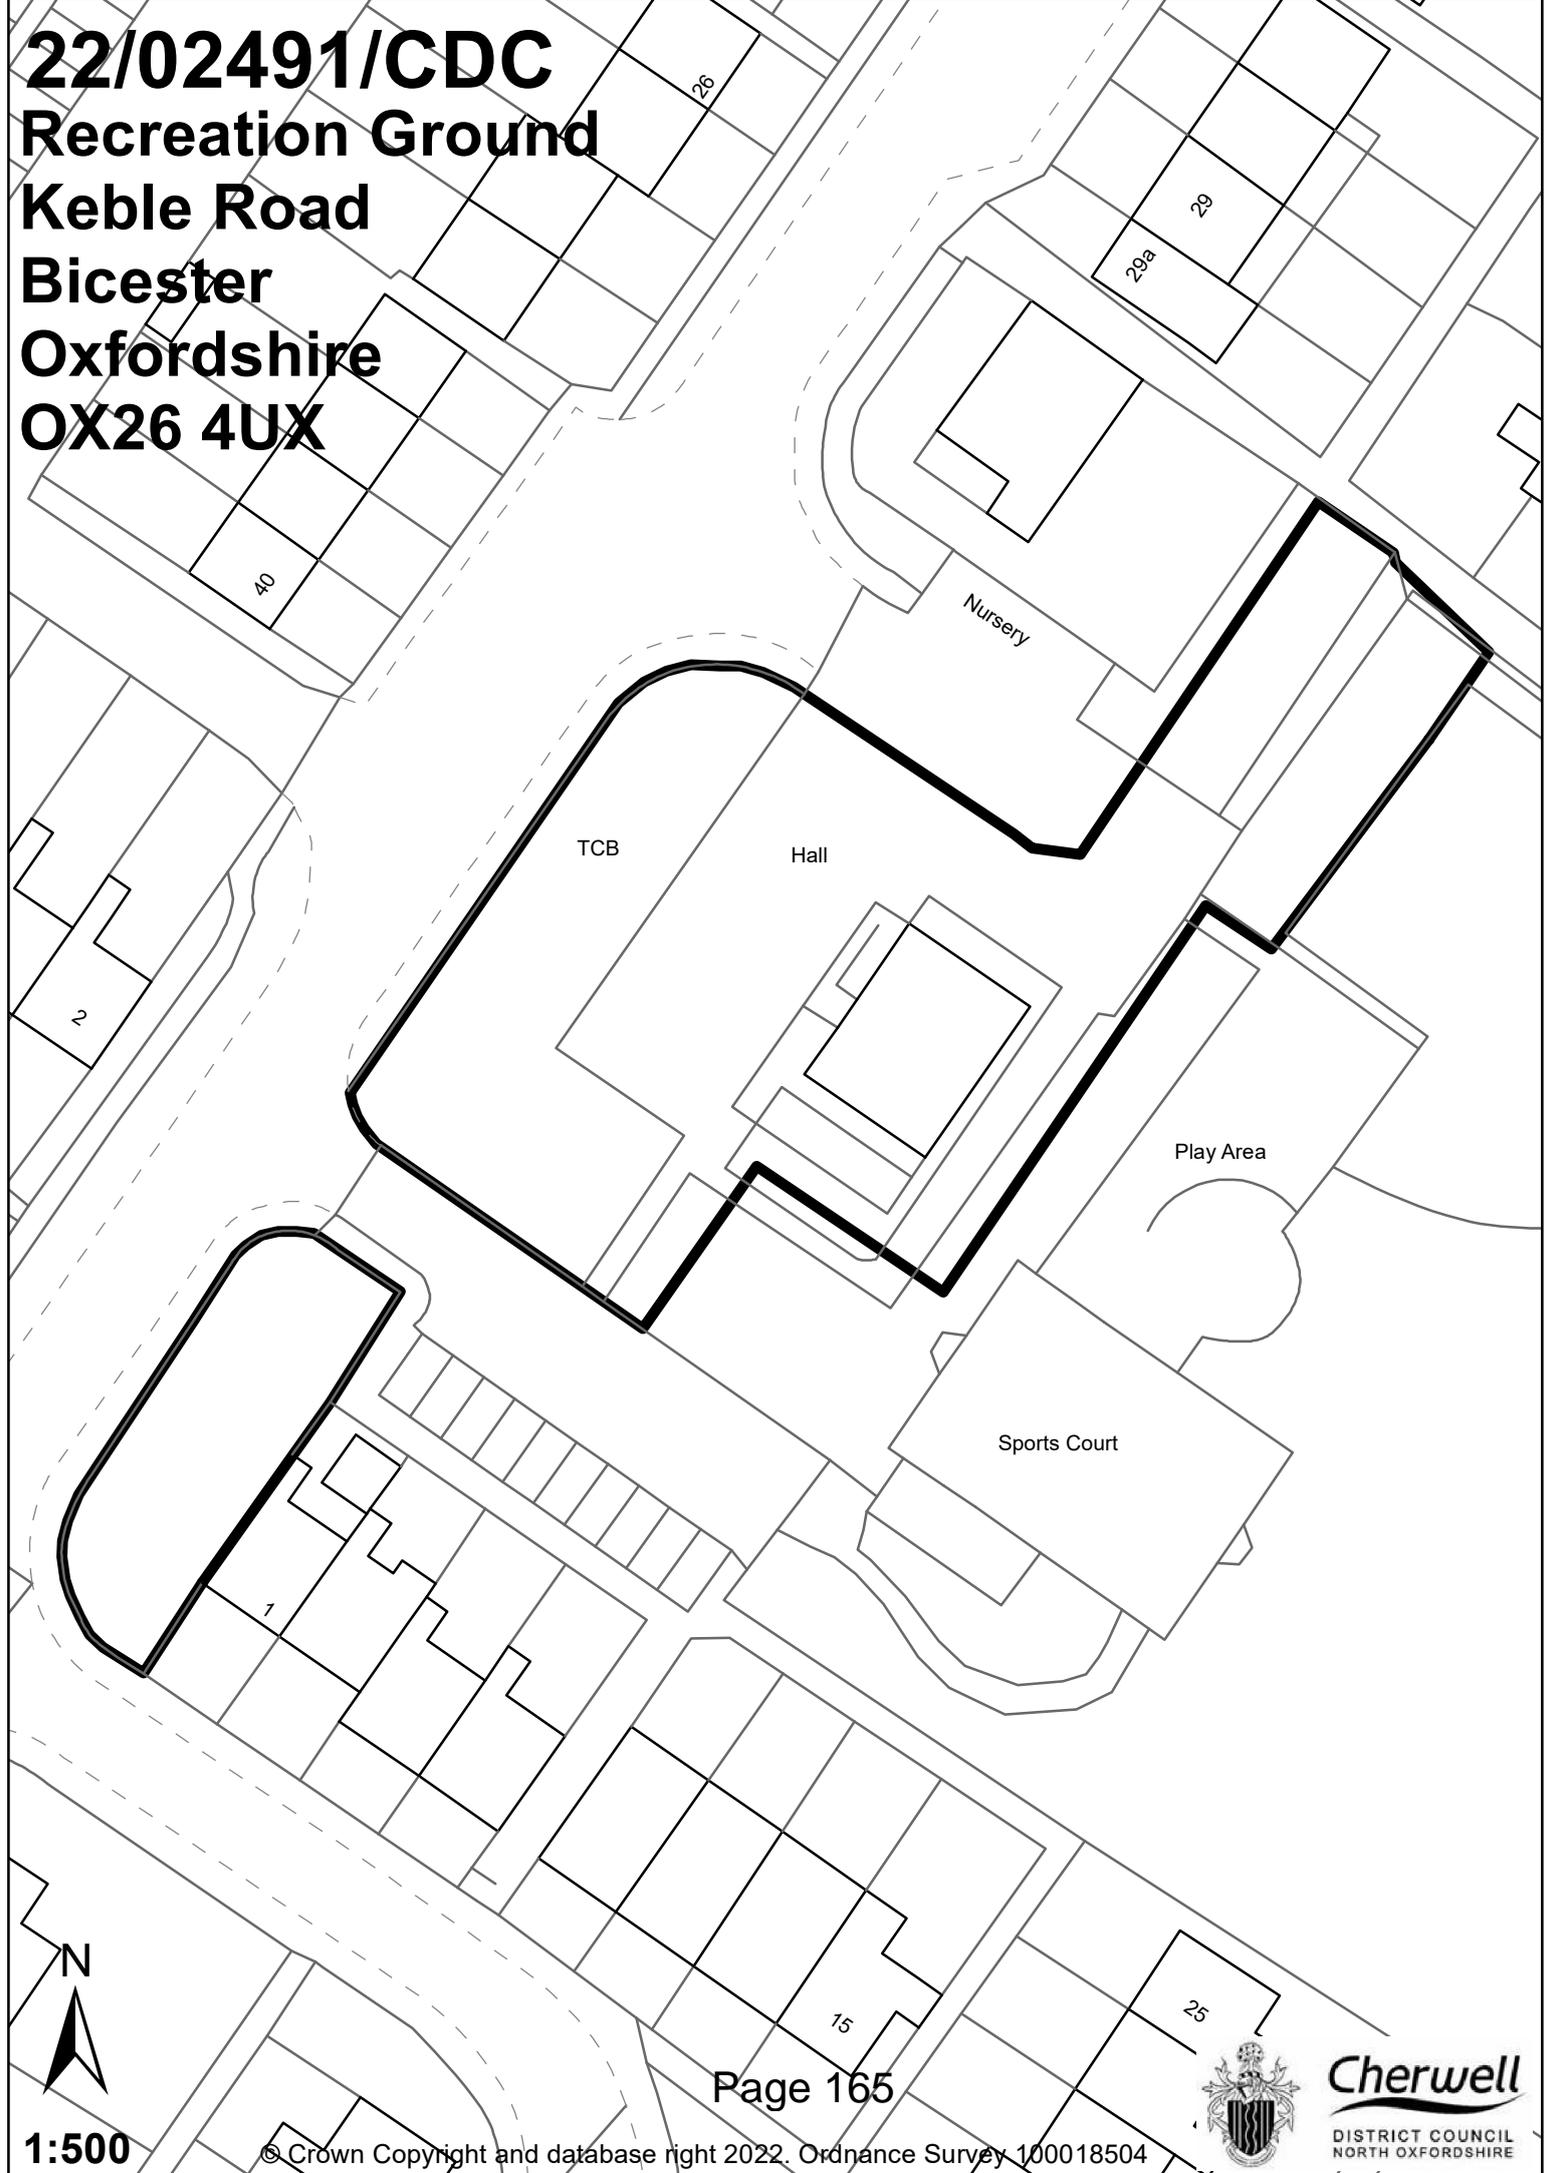 22/02491/CDC
Recreation Ground
Keble Road
Bicester
Oxfordshire
OX26 4UX
26
29
29a
40
Nursery
TCB
Hall
2
Play Area
Sports Court
1
15
25
N
Page 165
1:500
© Crown Copyright and database right 2022. Ordnance Survey 100018504
Cherwell
DISTRICT COUNCIL
NORTH OXFORDSHIRE